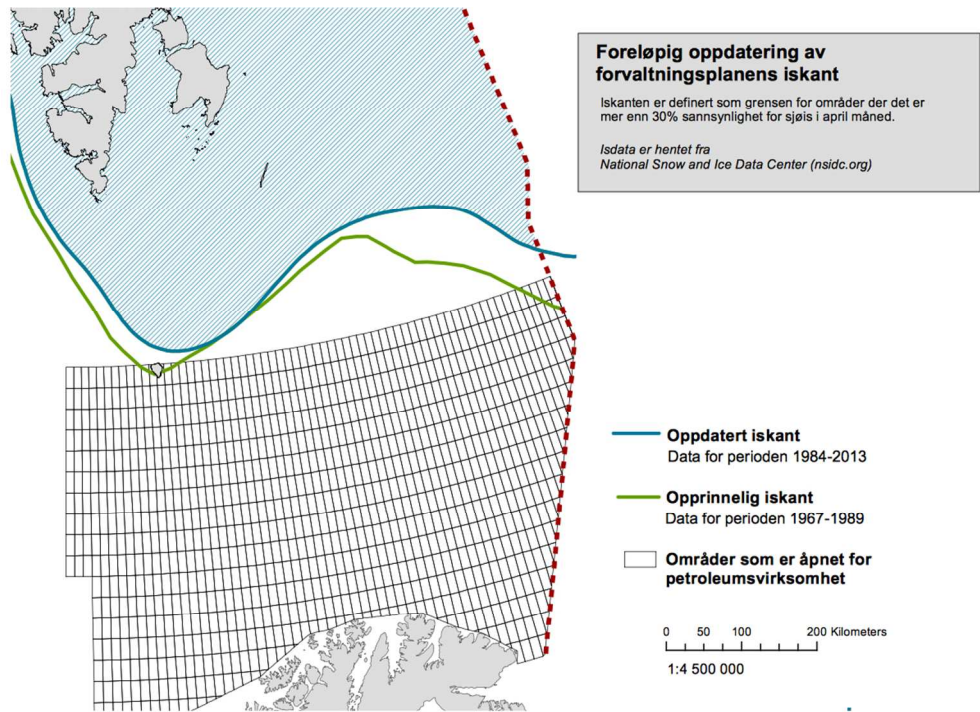 Foreløpig oppdatering av
forvaltningsplanens iskant
Iskanten er definert som grensen for områder der det er
mer enn 30% sannsynlighet for sjøis i april måned.
Isdata er hentet fra
National Snow and Ice Data Center (nsidc.org)
Oppdatert iskant
Data for perioden 1984-2013
Opprinnelig iskant
Data for perioden 1967-1989
Områder som er åpnet for
petroleumsvirksomhet
0 50 100 200 Kilometers
1:4 500 000